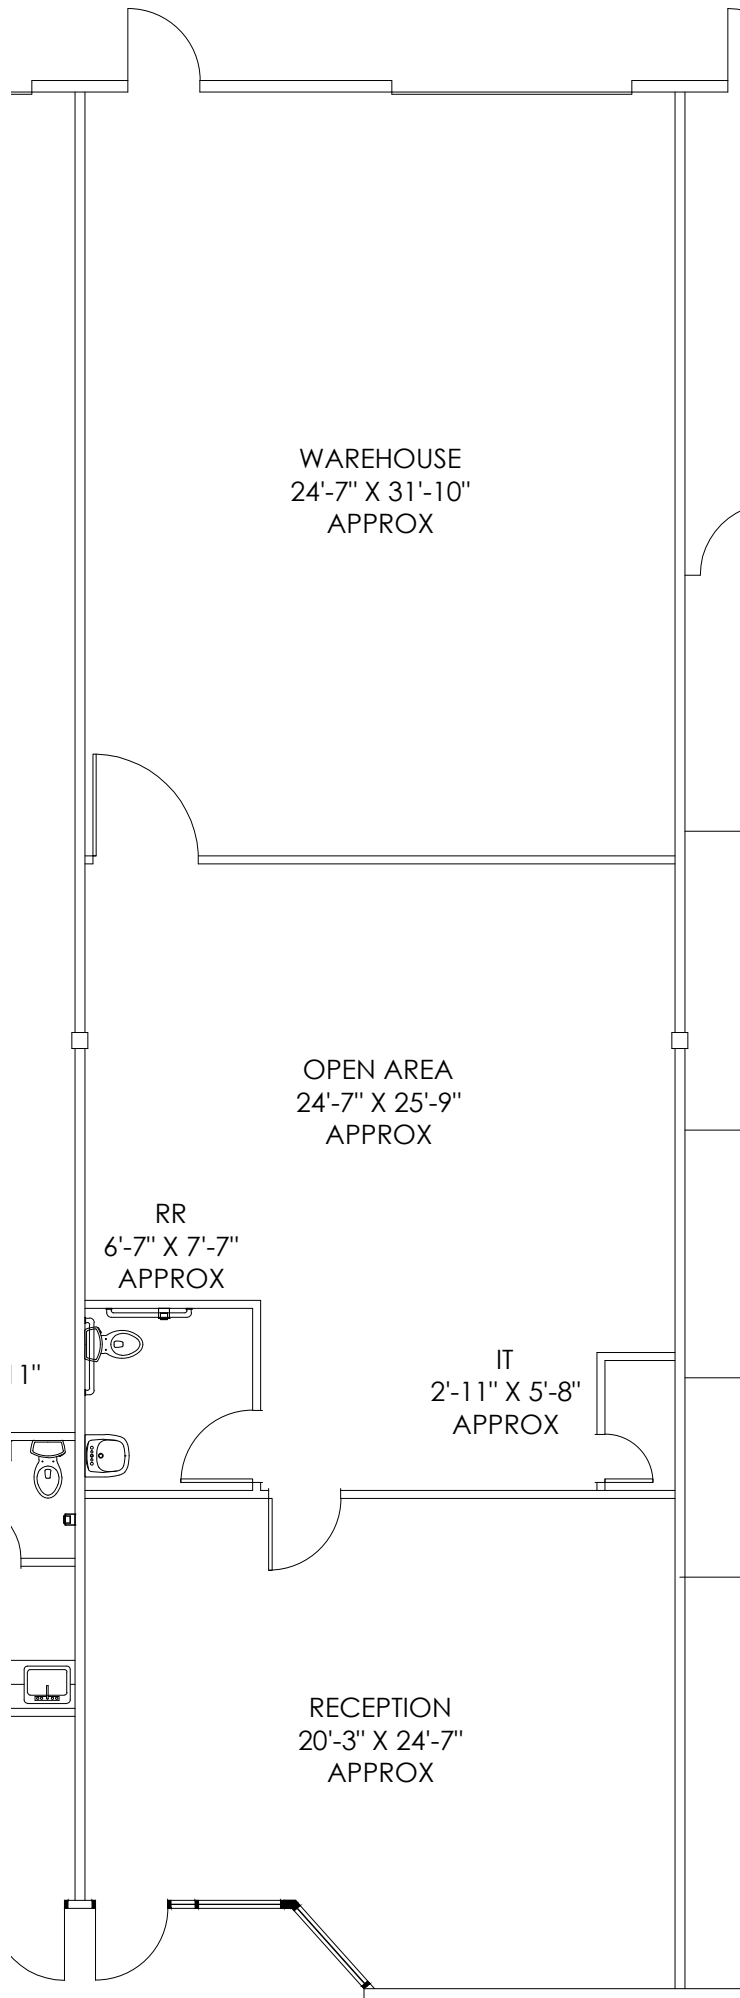 WAREHOUSE
24'-7" X 31'-10"
APPROX
OPEN AREA
24'-7" X 25'-9"
APPROX
RR
6'-7" X 7'-7"
APPROX
IT
2'-11" X 5'-8"
APPROX
11"
RECEPTION
20'-3" X 24'-7"
APPROX